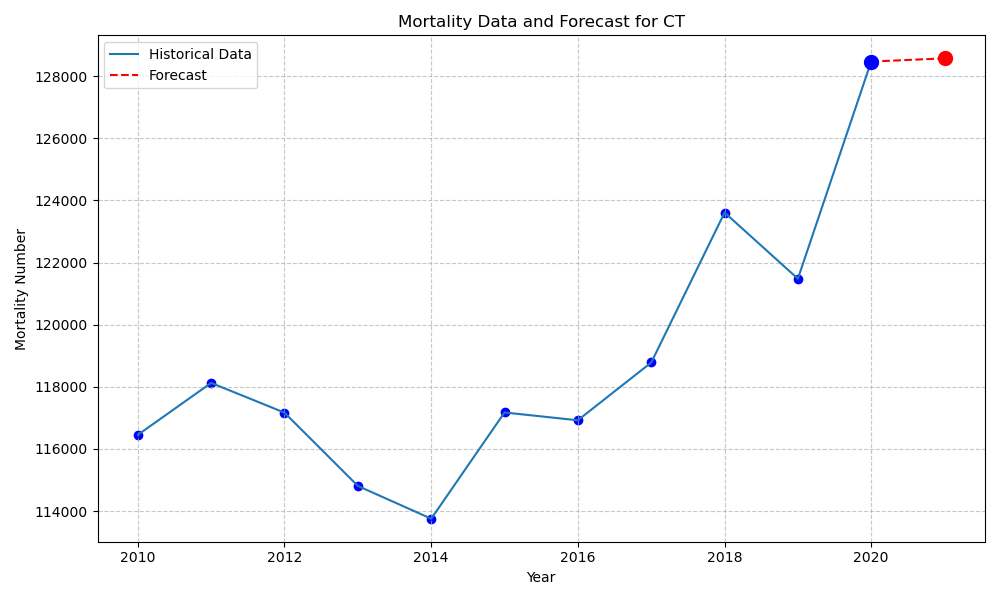 Mortality Data and Forecast for CT
Historical Data
Forecast
128000
126000
124000
122000
120000
118000
116000
114000
Mortality Number
2010
2012
2014
2016
2018
2020
Year